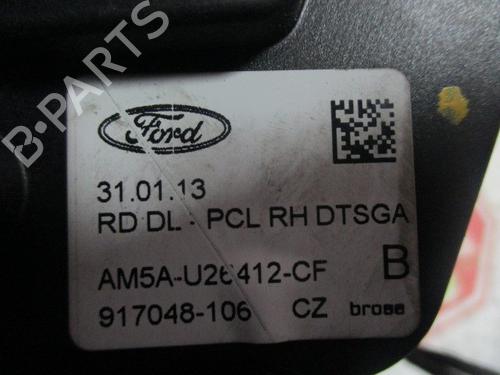 B-PARTS
Ford
31.01.13
RD DL - PCL RH DTSGA
AM5A-U26412-CF B
917048-106 CZ brose